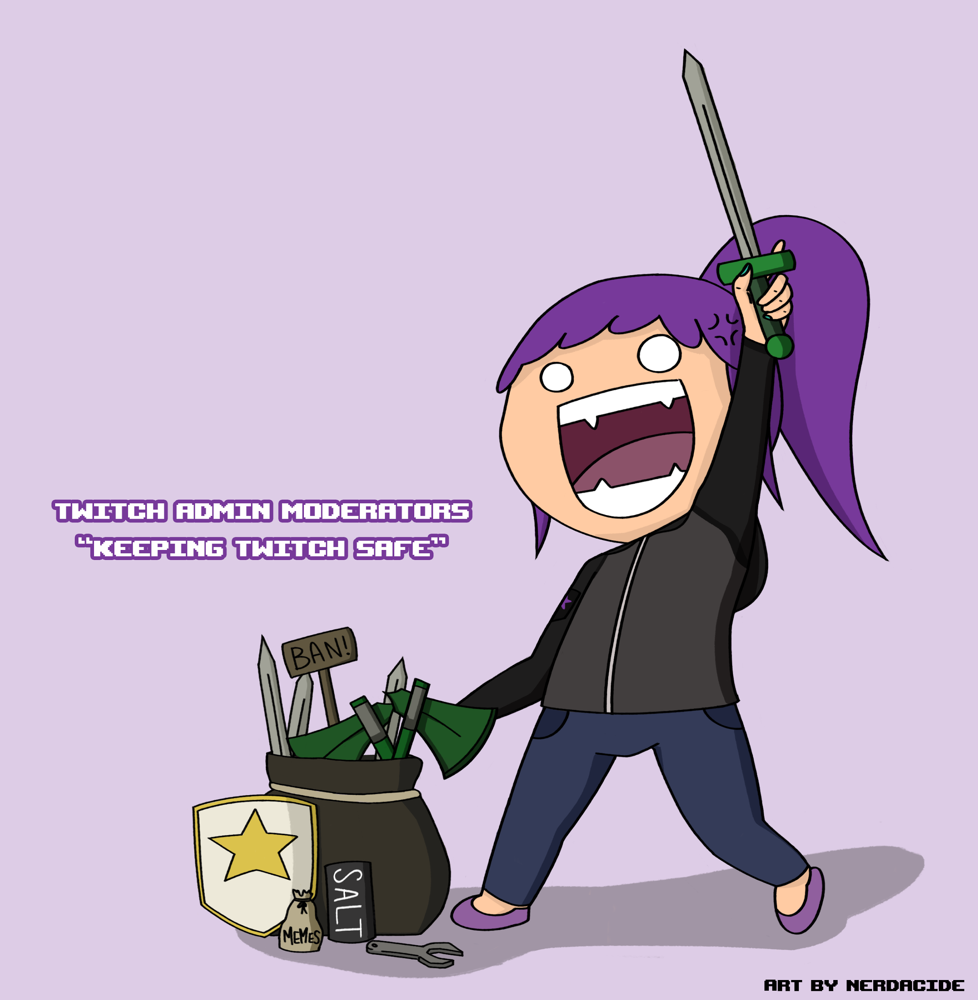 TWITCH ADMIN MODERATORS
“KEEPING TWITCH SAFE”
BAN!
SALT
MEMES
ART BY NERDACIDE